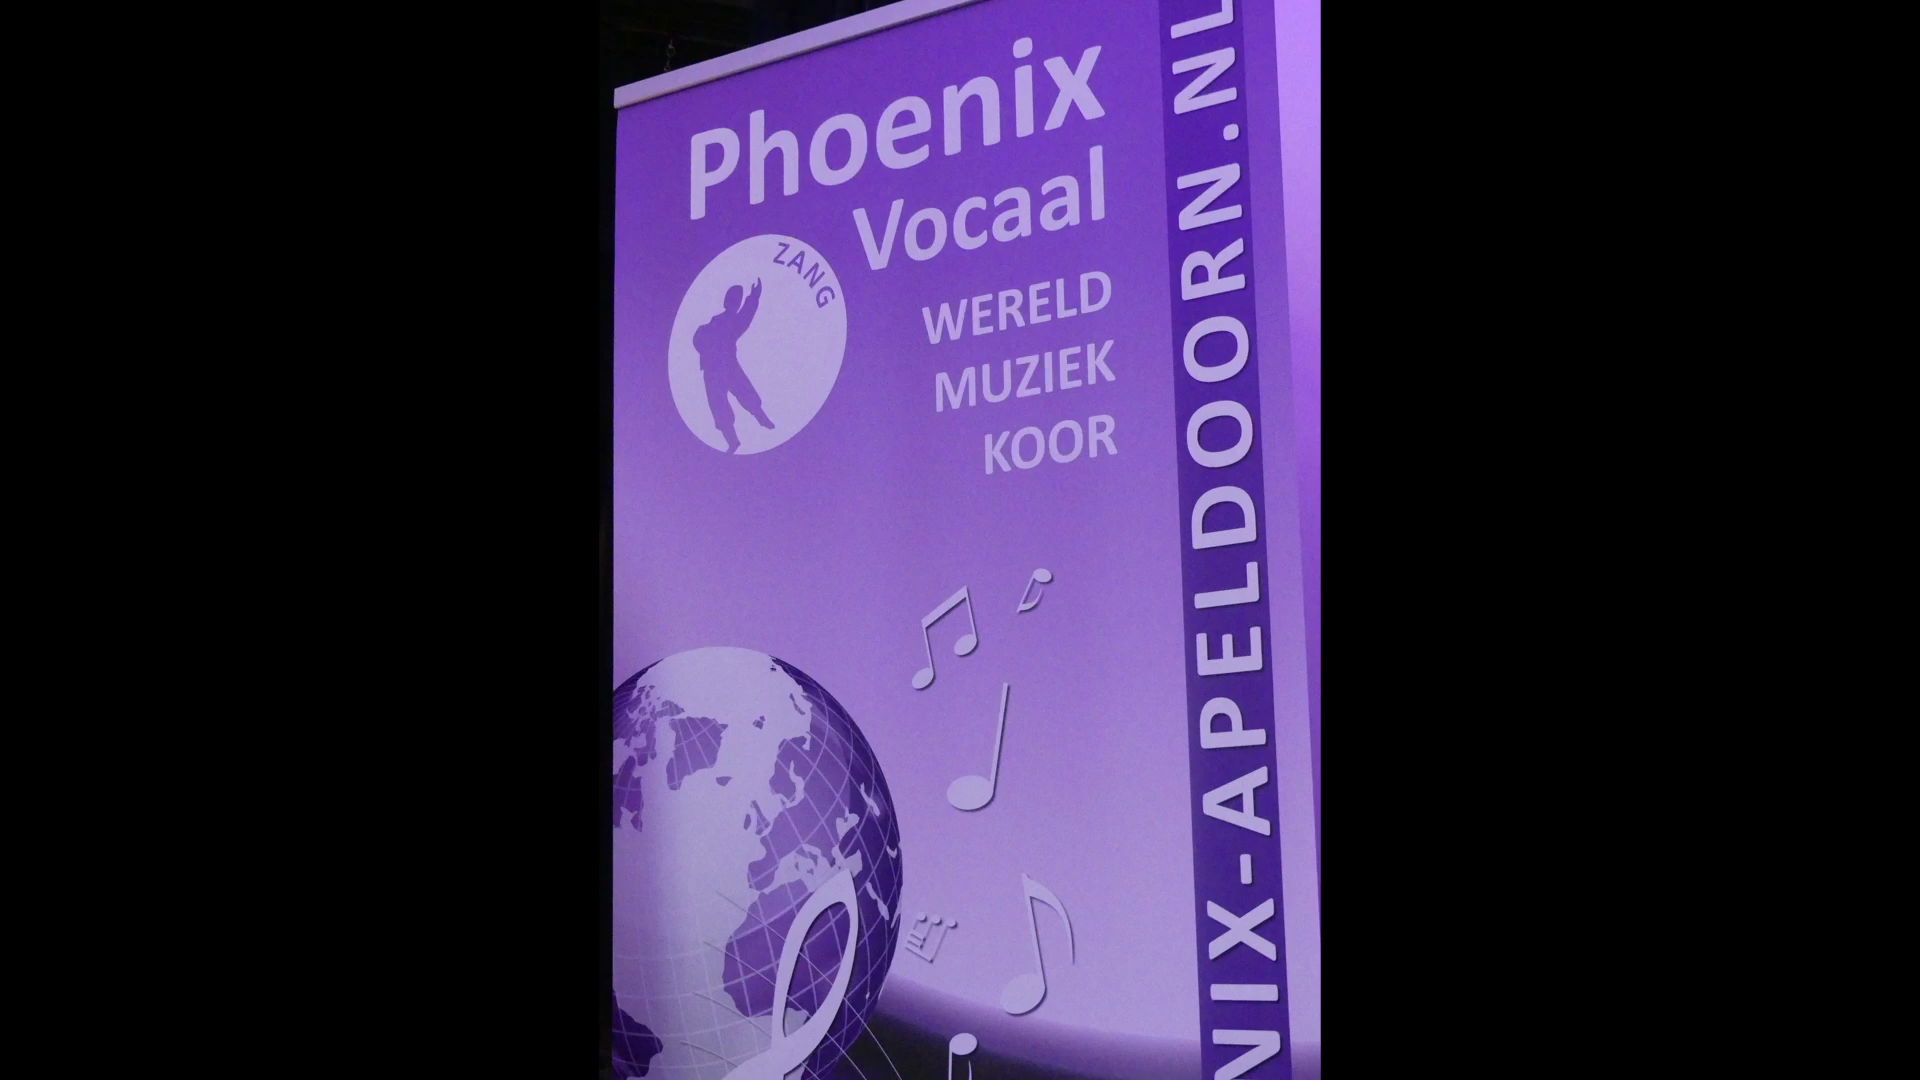 Phoenix
Vocaal
ZANG
WERELD
MUZIEK
KOOR
NIX-APELDOORN.NL